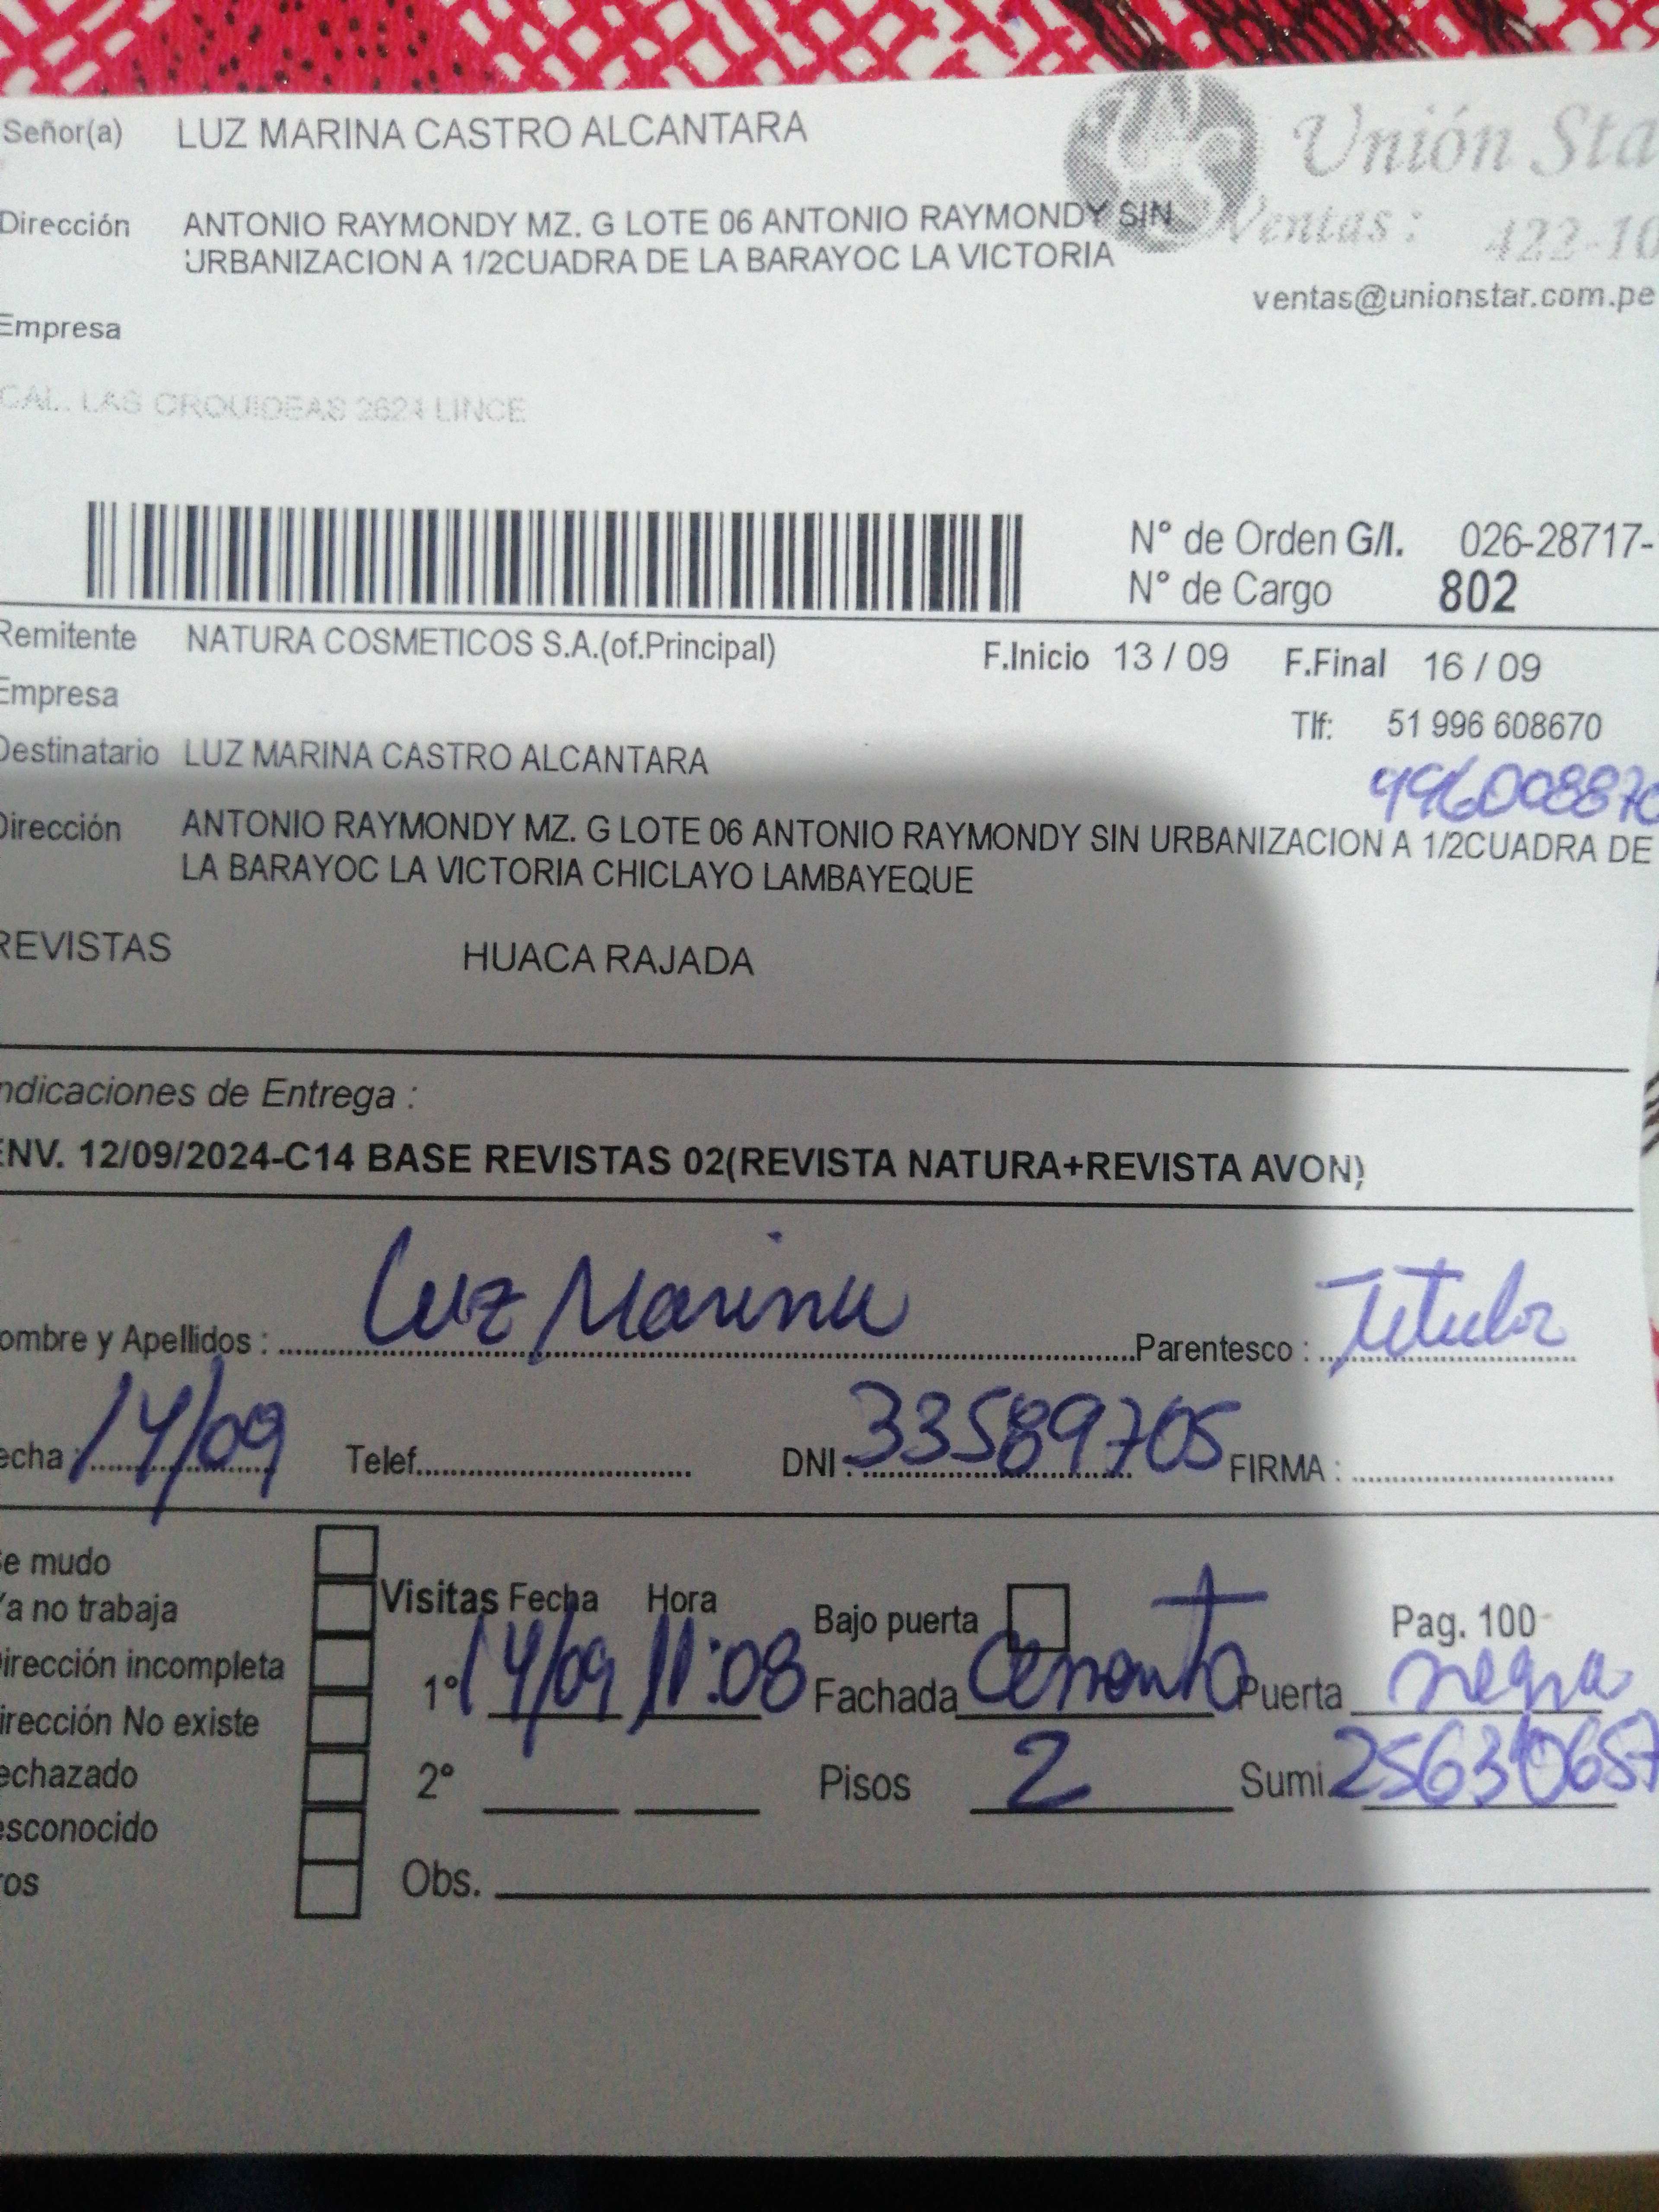 Señor(a) LUZ MARINA CASTRO ALCANTARA
Unión Sta
Dirección ANTONIO RAYMONDY MZ. G LOTE 06 ANTONIO RAYMONDY SIN
URBANIZACION A 1/2CUADRA DE LA BARAYOC LA VICTORIA
Ventas : 422-10
ventas@unionstar.com.pe
Empresa
CAL. LAS ORQUIDEAS 2624 LINCE
N° de Orden G/I. 026-28717-
N° de Cargo 802
Remitente NATURA COSMETICOS S.A.(of.Principal) F.Inicio 13 / 09 F.Final 16 / 09
Empresa
Tlf: 51 996 608670
Destinatario LUZ MARINA CASTRO ALCANTARA
Dirección ANTONIO RAYMONDY MZ. G LOTE 06 ANTONIO RAYMONDY SIN URBANIZACION A 1/2CUADRA DE
LA BARAYOC LA VICTORIA CHICLAYO LAMBAYEQUE
REVISTAS HUACA RAJADA
ndicaciones de Entrega :
ENV. 12/09/2024-C14 BASE REVISTAS 02(REVISTA NATURA+REVISTA AVON)
ombre y Apellidos : Luz Marina Parentesco : Titular
echa : 14/09 Telef. DNI : 33589705 FIRMA :
e mudo
Ya no trabaja
Visitas Fecha Hora Bajo puerta Pag. 100
irección incompleta
1° 14/09 11:08 Fachada Cemento Puerta negra
irección No existe
echazado
2° Pisos 2 Sumi. 256310657
esconocido
ros
Obs.